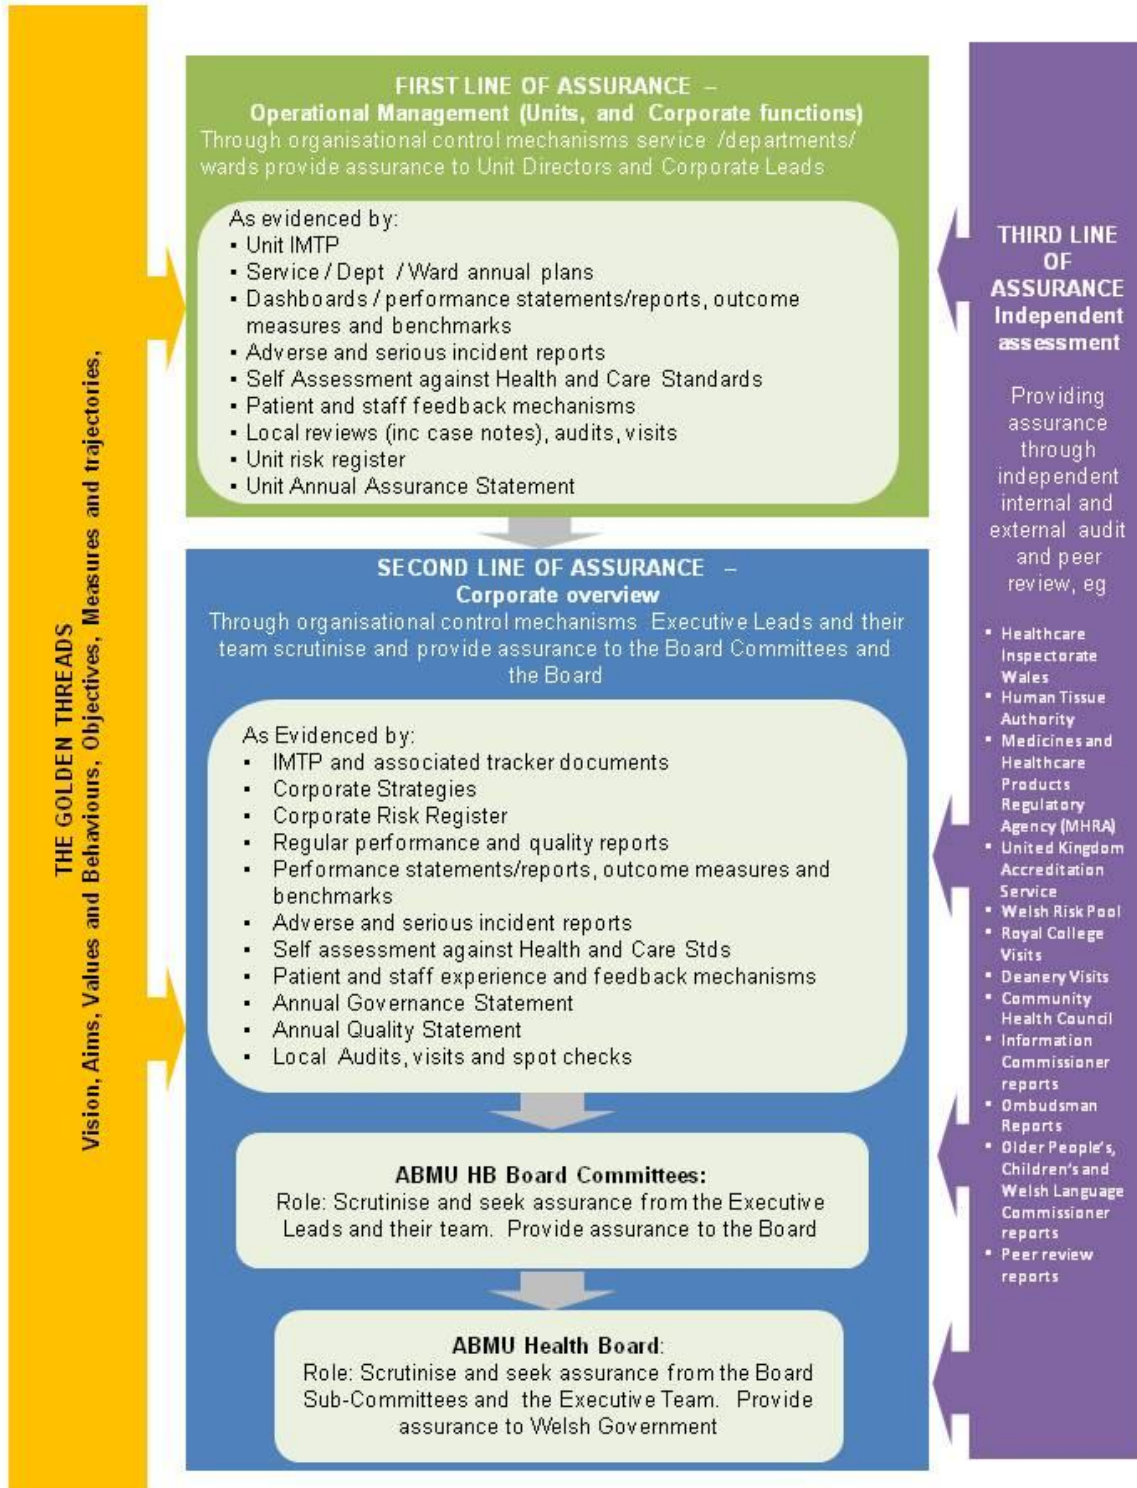 THE GOLDEN THREADS
Vision, Aims, Values and Behaviours, Objectives, Measures and trajectories,
FIRST LINE OF ASSURANCE –
Operational Management (Units, and Corporate functions)
Through organisational control mechanisms service /departments/
wards provide assurance to Unit Directors and Corporate Leads
As evidenced by:
▪ Unit IMTP
▪ Service / Dept / Ward annual plans
▪ Dashboards / performance statements/reports, outcome
measures and benchmarks
▪ Adverse and serious incident reports
▪ Self Assessment against Health and Care Standards
▪ Patient and staff feedback mechanisms
▪ Local reviews (inc case notes), audits, visits
▪ Unit risk register
▪ Unit Annual Assurance Statement
SECOND LINE OF ASSURANCE –
Corporate overview
Through organisational control mechanisms Executive Leads and their
team scrutinise and provide assurance to the Board Committees and
the Board
As Evidenced by:
▪ IMTP and associated tracker documents
▪ Corporate Strategies
▪ Corporate Risk Register
▪ Regular performance and quality reports
▪ Performance statements/reports, outcome measures and
benchmarks
▪ Adverse and serious incident reports
▪ Self assessment against Health and Care Stds
▪ Patient and staff experience and feedback mechanisms
▪ Annual Governance Statement
▪ Annual Quality Statement
▪ Local Audits, visits and spot checks
ABMU HB Board Committees:
Role: Scrutinise and seek assurance from the Executive
Leads and their team. Provide assurance to the Board
ABMU Health Board:
Role: Scrutinise and seek assurance from the Board
Sub-Committees and the Executive Team. Provide
assurance to Welsh Government
THIRD LINE
OF
ASSURANCE
Independent
assessment
Providing
assurance
through
independent
internal and
external audit
and peer
review, eg
▪ Healthcare
Inspectorate
Wales
▪ Human Tissue
Authority
▪ Medicines and
Healthcare
Products
Regulatory
Agency (MHRA)
▪ United Kingdom
Accreditation
Service
▪ Welsh Risk Pool
▪ Royal College
Visits
▪ Deanery Visits
▪ Community
Health Council
▪ Information
Commissioner
reports
▪ Ombudsman
Reports
▪ Older People's,
Children's and
Welsh Language
Commissioner
reports
▪ Peer review
reports